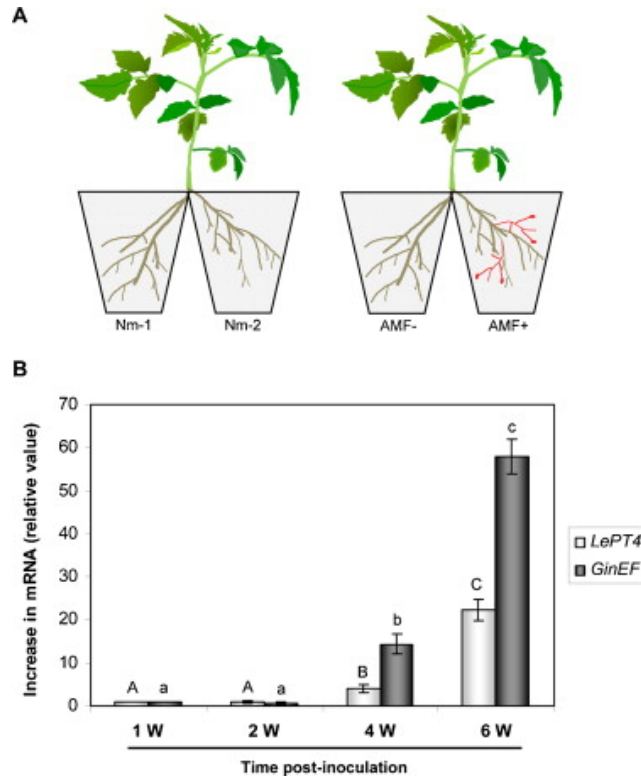 A
Nm-1
Nm-2
AMF-
AMF+
B
Increase in mRNA (relative value)
70
60
50
40
30
20
10
0
A
a
A
a
B
b
C
c
LePT4
GinEF
1 W
2 W
4 W
6 W
Time post-inoculation